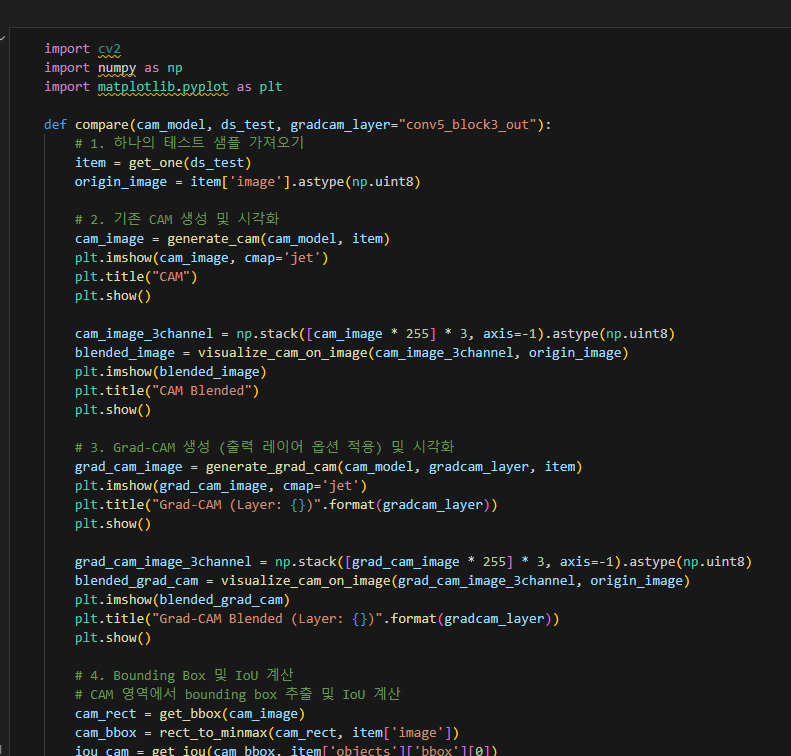 import cv2
import numpy as np
import matplotlib.pyplot as plt
def compare(cam_model, ds_test, gradcam_layer="conv5_block3_out"):
# 1. 하나의 테스트 샘플 가져오기
item = get_one(ds_test)
origin_image = item['image'].astype(np.uint8)
# 2. 기존 CAM 생성 및 시각화
cam_image = generate_cam(cam_model, item)
plt.imshow(cam_image, cmap='jet')
plt.title("CAM")
plt.show()
cam_image_3channel = np.stack([cam_image * 255] * 3, axis=-1).astype(np.uint8)
blended_image = visualize_cam_on_image(cam_image_3channel, origin_image)
plt.imshow(blended_image)
plt.title("CAM Blended")
plt.show()
# 3. Grad-CAM 생성 (출력 레이어 옵션 적용) 및 시각화
grad_cam_image = generate_grad_cam(cam_model, gradcam_layer, item)
plt.imshow(grad_cam_image, cmap='jet')
plt.title("Grad-CAM (Layer: {})".format(gradcam_layer))
plt.show()
grad_cam_image_3channel = np.stack([grad_cam_image * 255] * 3, axis=-1).astype(np.uint8)
blended_grad_cam = visualize_cam_on_image(grad_cam_image_3channel, origin_image)
plt.imshow(blended_grad_cam)
plt.title("Grad-CAM Blended (Layer: {})".format(gradcam_layer))
plt.show()
# 4. Bounding Box 및 IoU 계산
# CAM 영역에서 bounding box 추출 및 IoU 계산
cam_rect = get_bbox(cam_image)
cam_bbox = rect_to_minmax(cam_rect, item['image'])
iou_cam = get_iou(cam_bbox, item['objects']['bbox'][0])